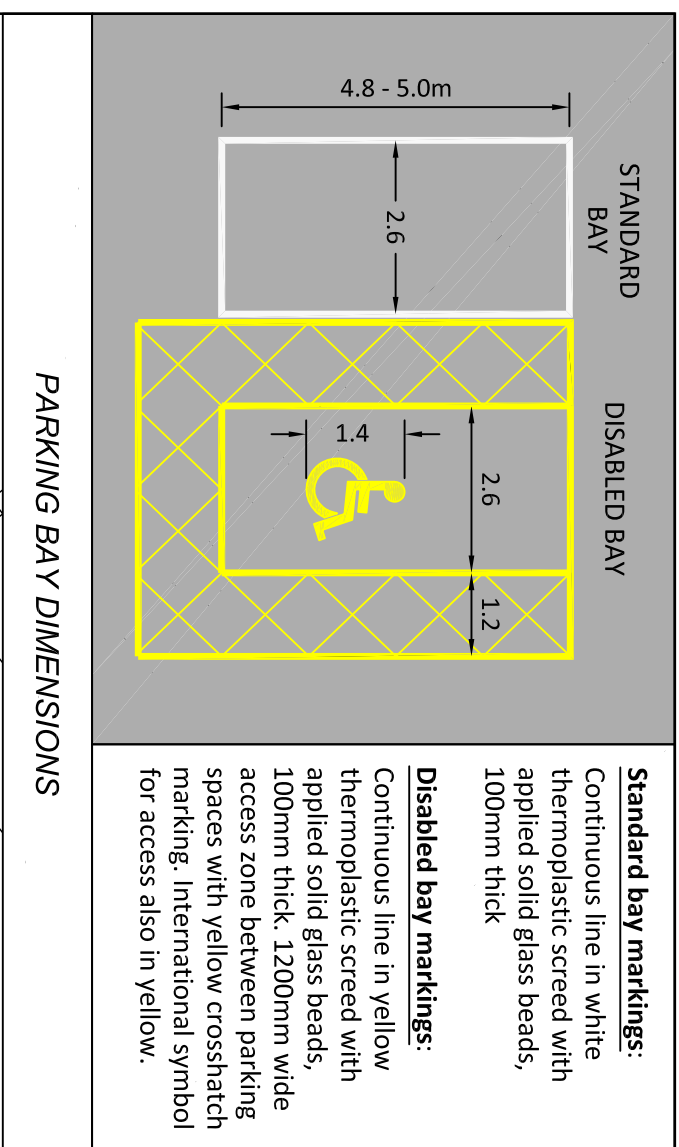 STANDARD
BAY
DISABLED BAY
4.8 - 5.0m
2.6
2.6
1.2
1.4
Standard bay markings:
Continuous line in white
thermoplastic screed with
applied solid glass beads,
100mm thick
Disabled bay markings:
Continuous line in yellow
thermoplastic screed with
applied solid glass beads,
100mm thick. 1200mm wide
access zone between parking
spaces with yellow crosshatch
marking. International symbol
for access also in yellow.
PARKING BAY DIMENSIONS